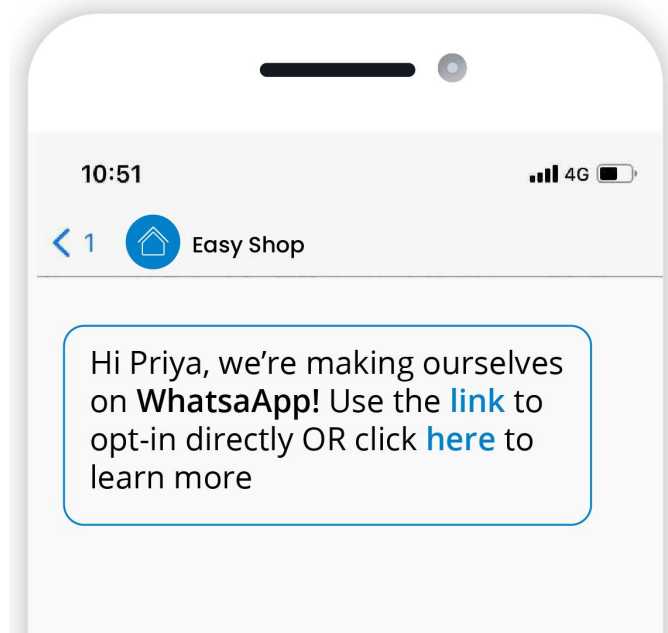 10:51
4G
1
Easy Shop
Hi Priya, we’re making ourselves
on WhatsaApp! Use the link to
opt-in directly OR click here to
learn more